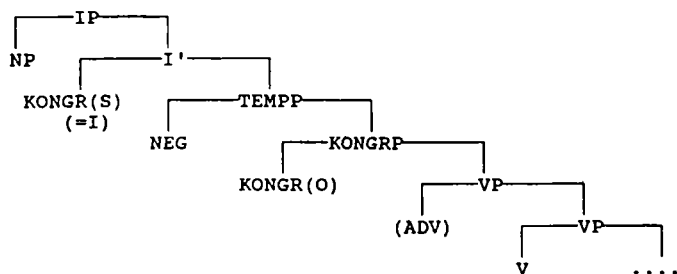 IP
NP I'
KONGR(S) TEMPP
(=I)
NEG KONGRP
KONGR(O) VP
(ADV) VP
V ....